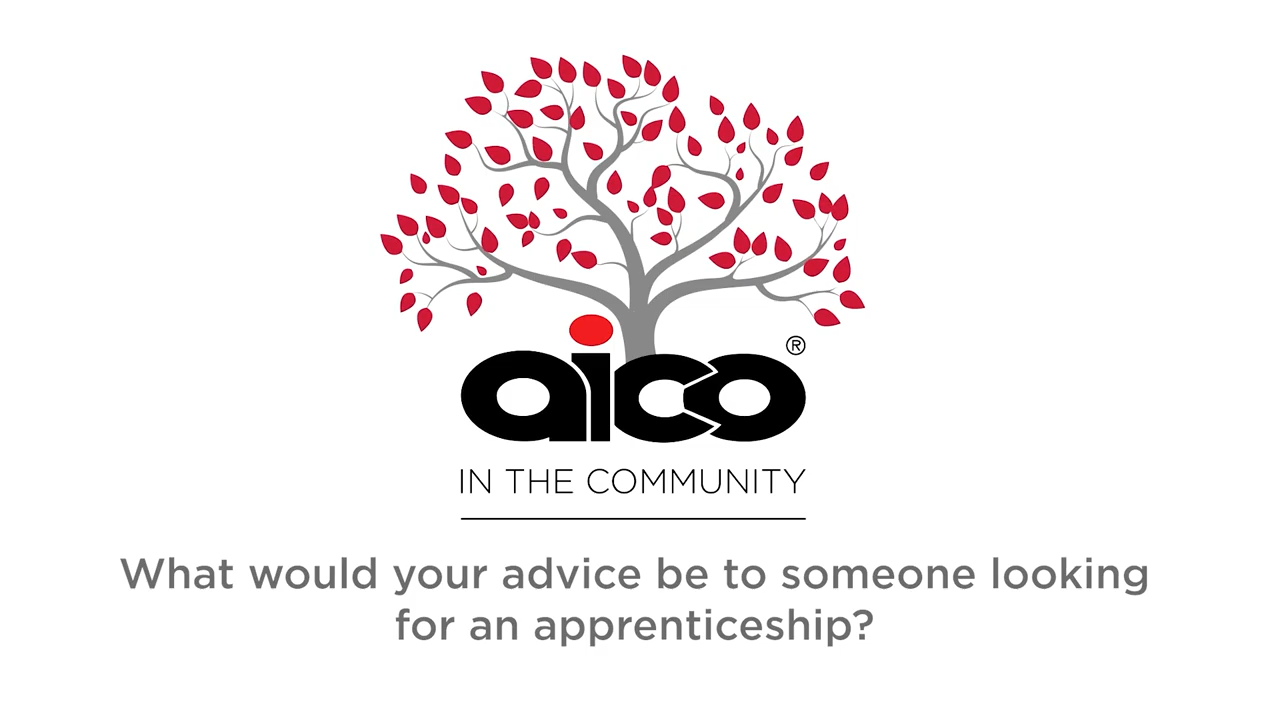 aico®
IN THE COMMUNITY
What would your advice be to someone looking
for an apprenticeship?